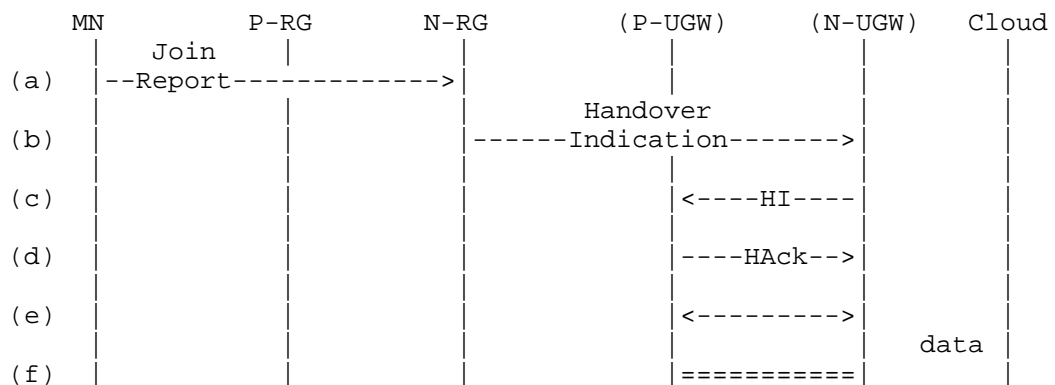 MN P-RG N-RG (P-UGW) (N-UGW) Cloud
Join
(a) |--Report------------->|
Handover
(b) |------Indication------->|
(c) |<----HI----|
(d) |----HAck-->|
(e) |<--------->|
data
(f) |===========|